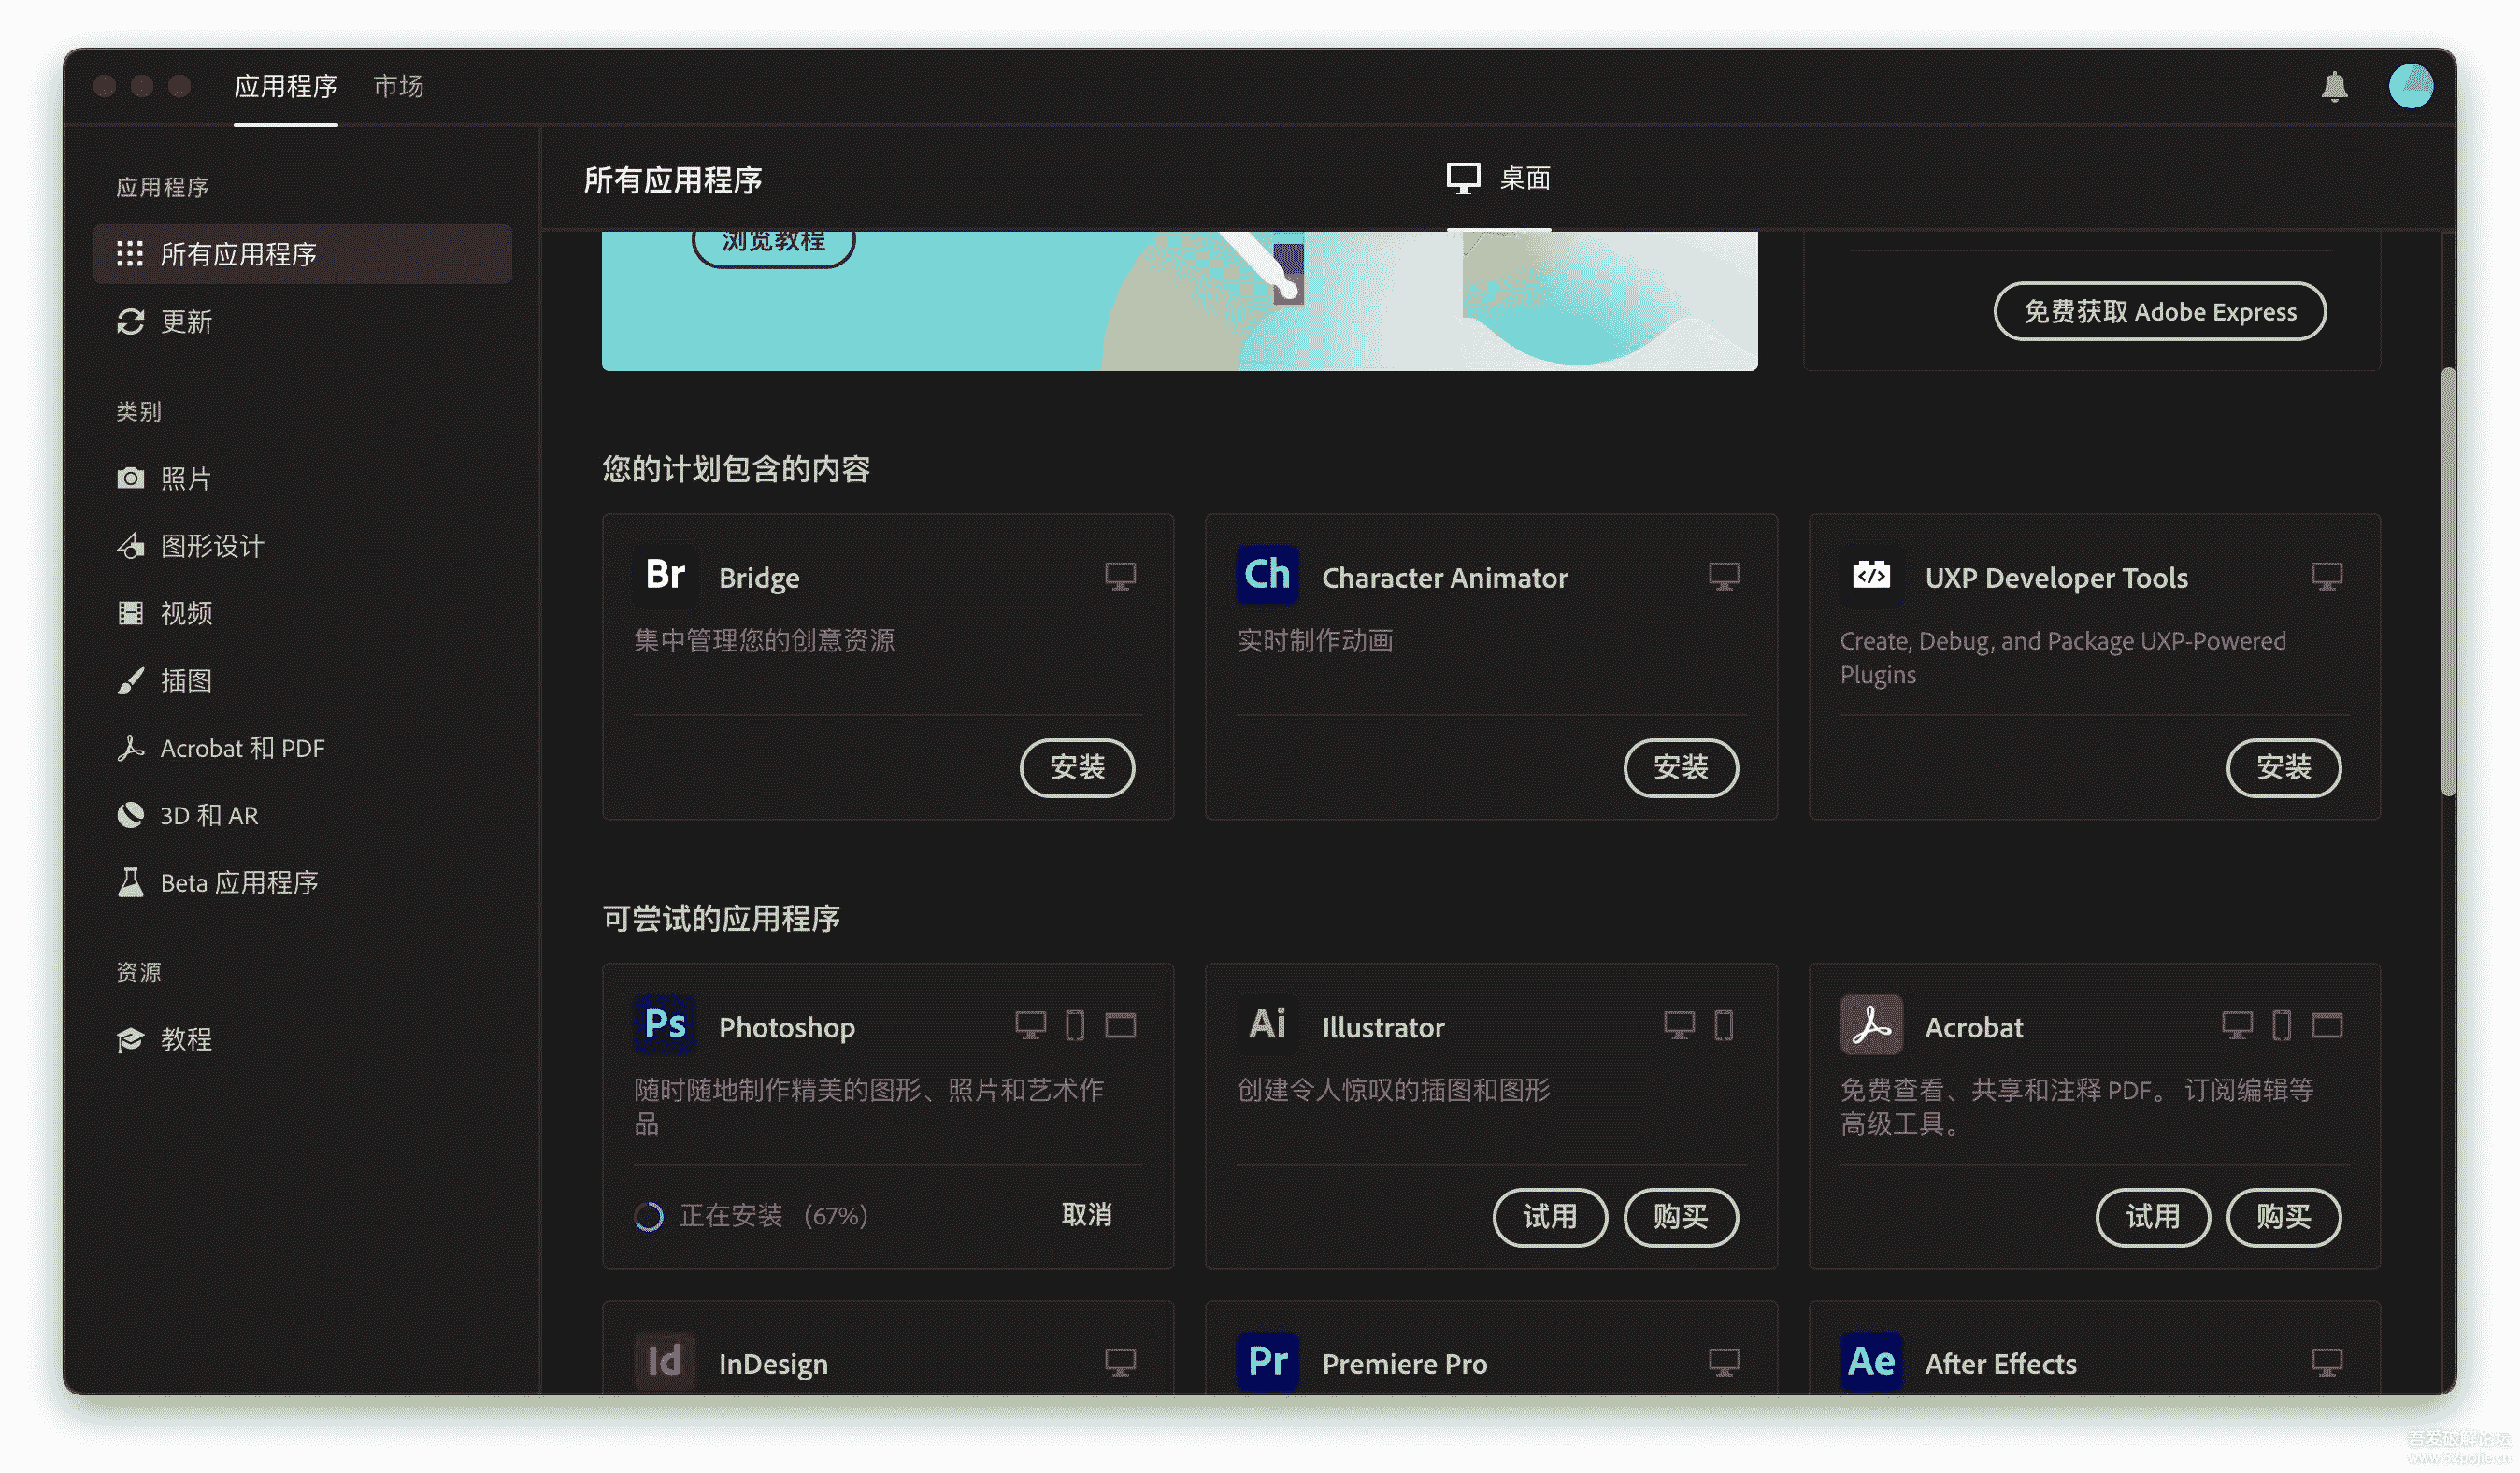 应用程序 市场
应用程序
所有应用程序
更新
类别
照片
图形设计
视频
插图
Acrobat 和 PDF
3D 和 AR
Beta 应用程序
资源
教程
所有应用程序 桌面
浏览教程
免费获取 Adobe Express
您的计划包含的内容
Br Bridge
集中管理您的创意资源
安装
Ch Character Animator
实时制作动画
安装
UXP Developer Tools
Create, Debug, and Package UXP-Powered
Plugins
安装
可尝试的应用程序
Ps Photoshop
随时随地制作精美的图形、照片和艺术作
品
正在安装 (67%) 取消
Ai Illustrator
创建令人惊叹的插图和图形
试用 购买
Acrobat
免费查看、共享和注释 PDF。 订阅编辑等
高级工具。
试用 购买
Id InDesign
Pr Premiere Pro
Ae After Effects
吾爱破解论坛
www.52pojie.cn